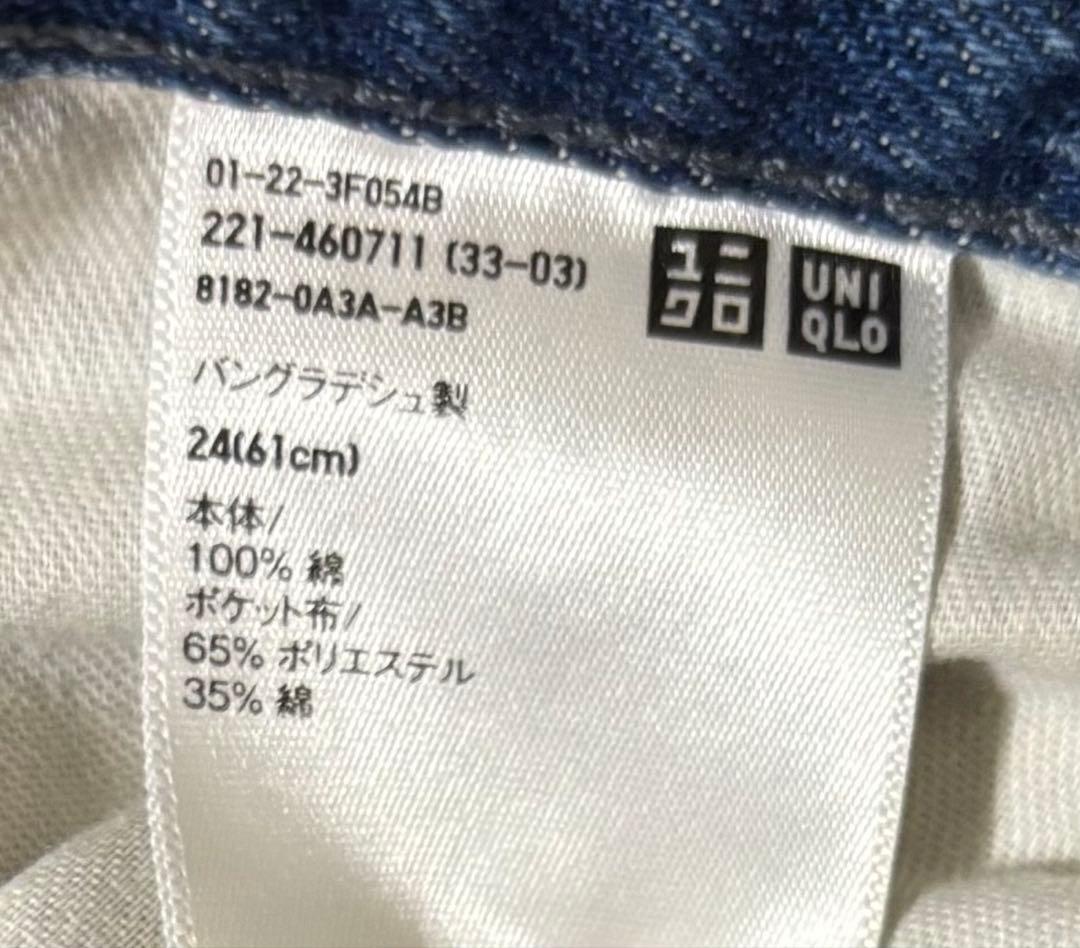 01-22-3F054B
221-460711 (33-03)
8182-0A3A-A3B
ユニ
クロ
UNI
QLO
バングラデシュ製
24(61cm)
本体/
100% 綿
ポケット布/
65% ポリエステル
35% 綿